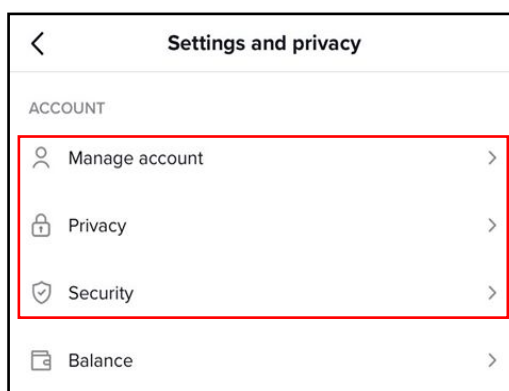 Settings and privacy
ACCOUNT
Manage account
Privacy
Security
Balance